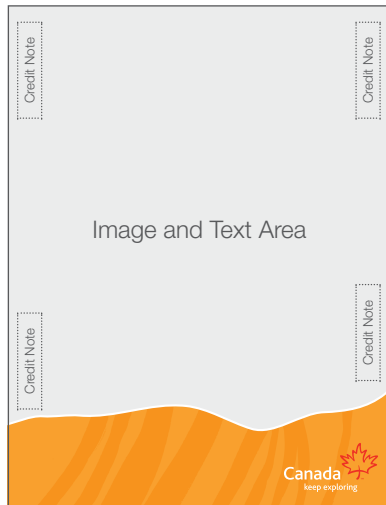 Credit Note
Credit Note
Image and Text Area
Credit Note
Credit Note
Canada
keep exploring